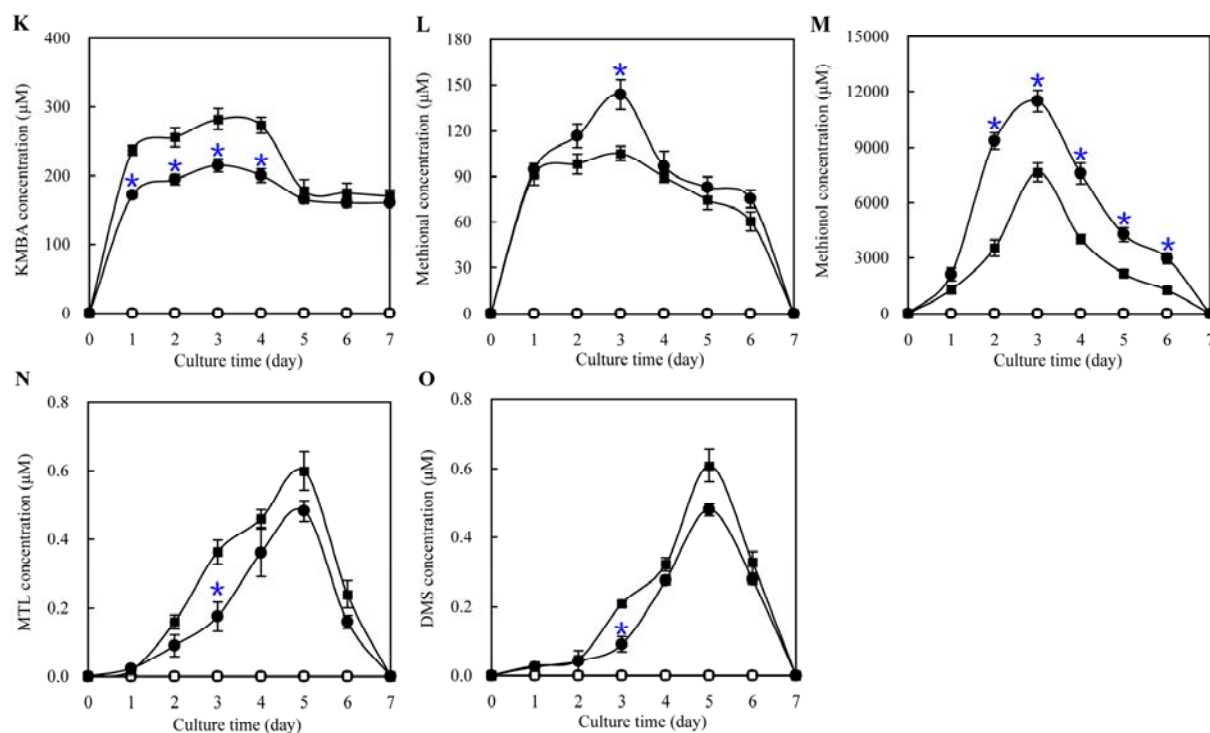 K
400
300
200
100
0
KMBA concentration (µM)
*
*
*
*
0 1 2 3 4 5 6 7
Culture time (day)
L
180
150
120
90
60
30
0
Methional concentration (µM)
*
0 1 2 3 4 5 6 7
Culture time (day)
M
15000
12000
9000
6000
3000
0
Methionol concentration (µM)
*
*
*
*
*
0 1 2 3 4 5 6 7
Culture time (day)
N
0.8
0.6
0.4
0.2
0.0
MTL concentration (µM)
*
0 1 2 3 4 5 6 7
Culture time (day)
O
0.8
0.6
0.4
0.2
0.0
DMS concentration (µM)
*
0 1 2 3 4 5 6 7
Culture time (day)